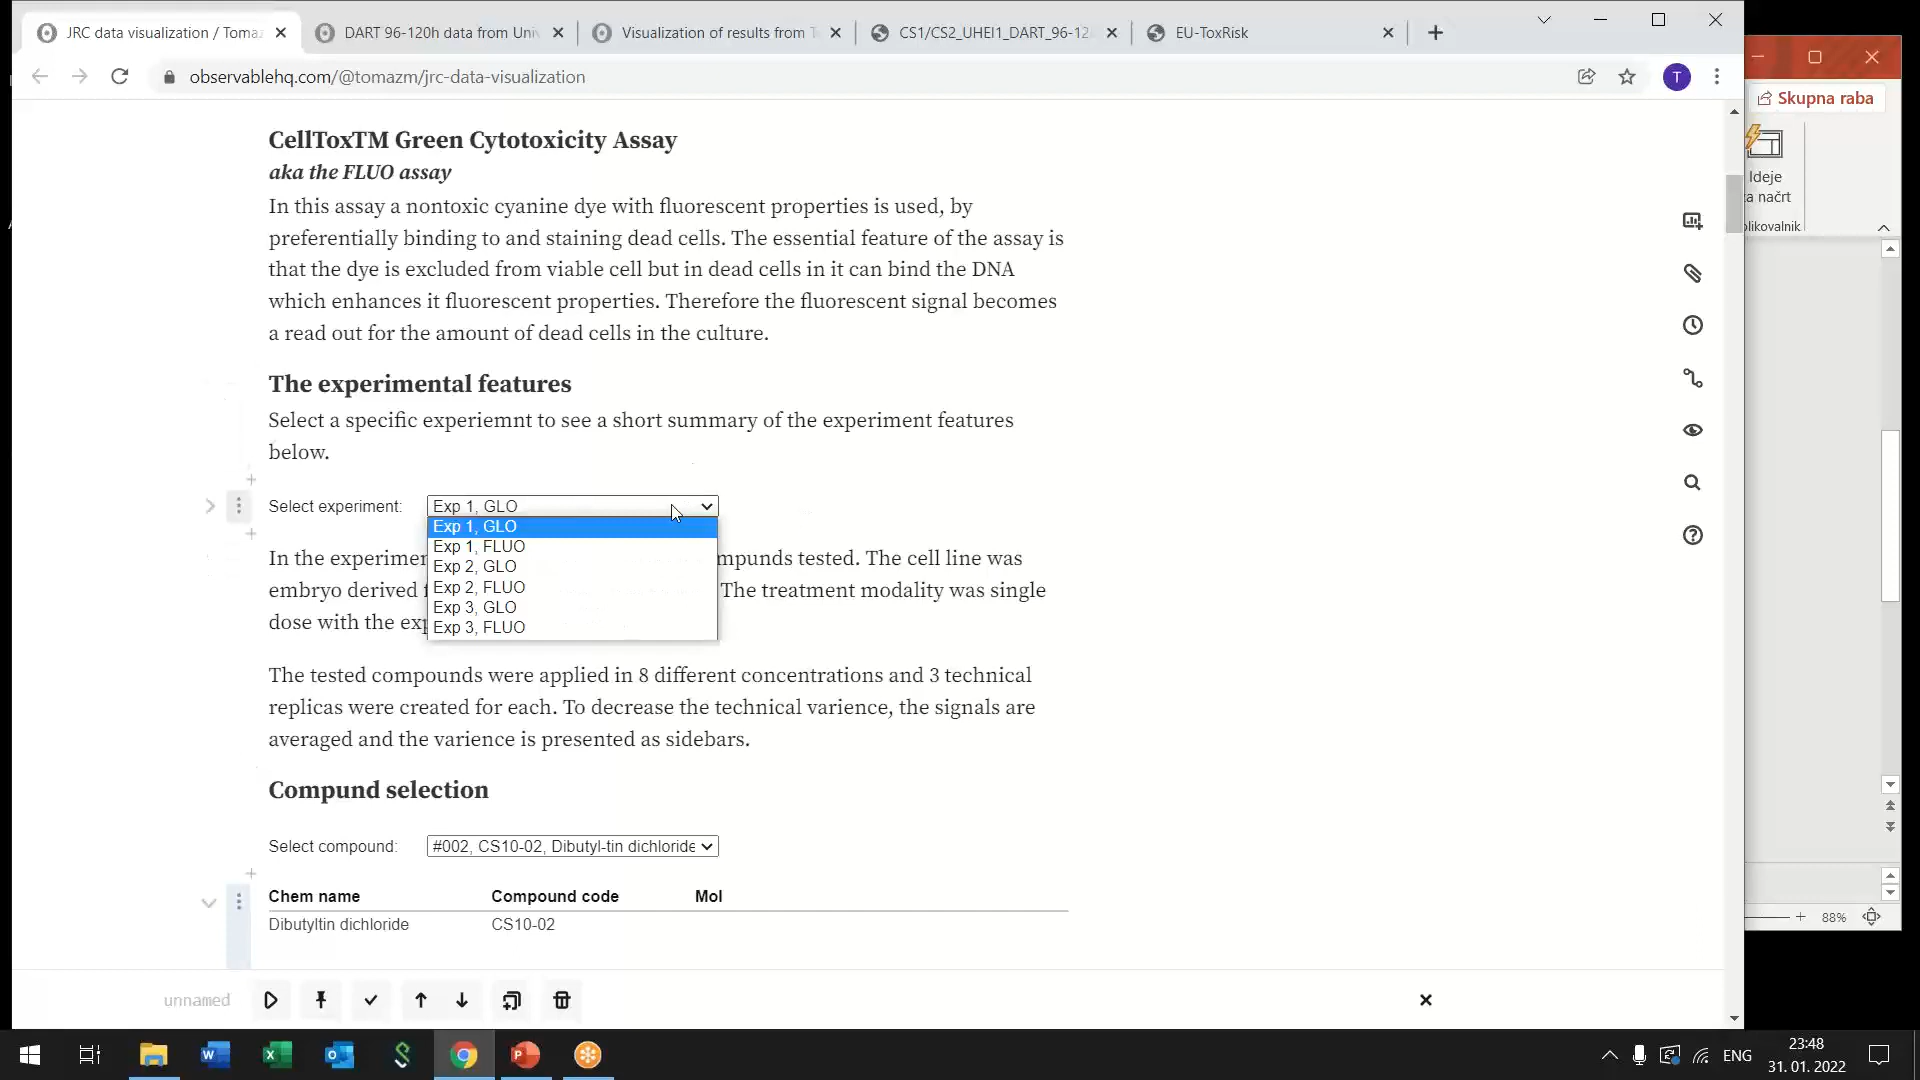 JRC data visualization / Toma
DART 96-120h data from Uni
Visualization of results from T
CS1/CS2_UHEI1_DART_96-12
EU-ToxRisk
observablehq.com/@tomazm/jrc-data-visualization
T
Skupna raba
Ideje
za načrt
blikovalnik
CellToxTM Green Cytotoxicity Assay
aka the FLUO assay
In this assay a nontoxic cyanine dye with fluorescent properties is used, by
preferentially binding to and staining dead cells. The essential feature of the assay is
that the dye is excluded from viable cell but in dead cells in it can bind the DNA
which enhances it fluorescent properties. Therefore the fluorescent signal becomes
a read out for the amount of dead cells in the culture.
The experimental features
Select a specific experiemnt to see a short summary of the experiment features
below.
Select experiment: Exp 1, GLO
Exp 1, GLO
Exp 1, FLUO
Exp 2, GLO
Exp 2, FLUO
Exp 3, GLO
Exp 3, FLUO
In the experimen mpunds tested. The cell line was
embryo derived f The treatment modality was single
dose with the exp
The tested compounds were applied in 8 different concentrations and 3 technical
replicas were created for each. To decrease the technical varience, the signals are
averaged and the varience is presented as sidebars.
Compund selection
Select compound: #002, CS10-02, Dibutyl-tin dichloride
Chem name Compound code Mol
Dibutyltin dichloride CS10-02
unnamed
88%
ENG
23:48
31. 01. 2022